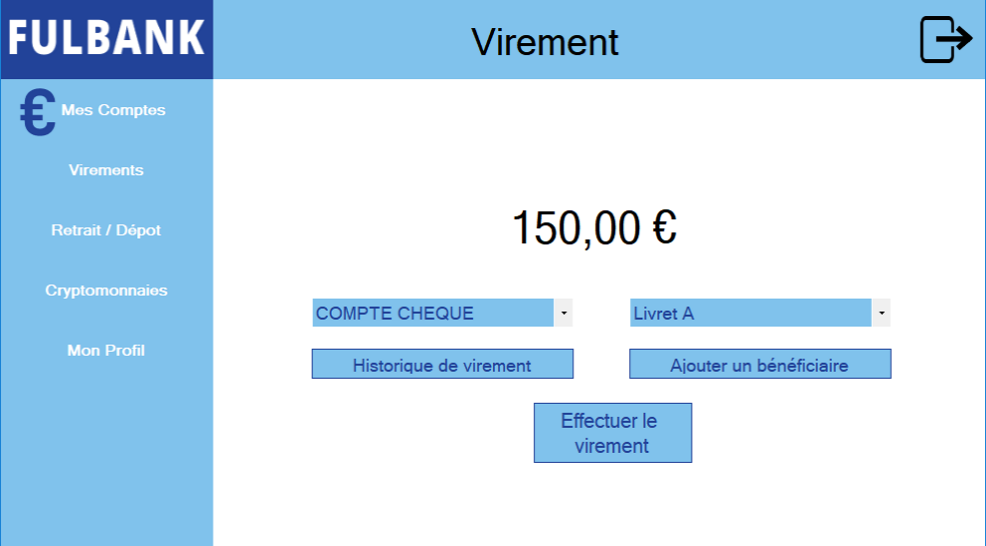 FULBANK
Virement
€ Mes Comptes
Virements
Retrait / Dépot
Cryptomonnaies
Mon Profil
150,00 €
COMPTE CHEQUE
Livret A
Historique de virement
Ajouter un bénéficiaire
Effectuer le
virement